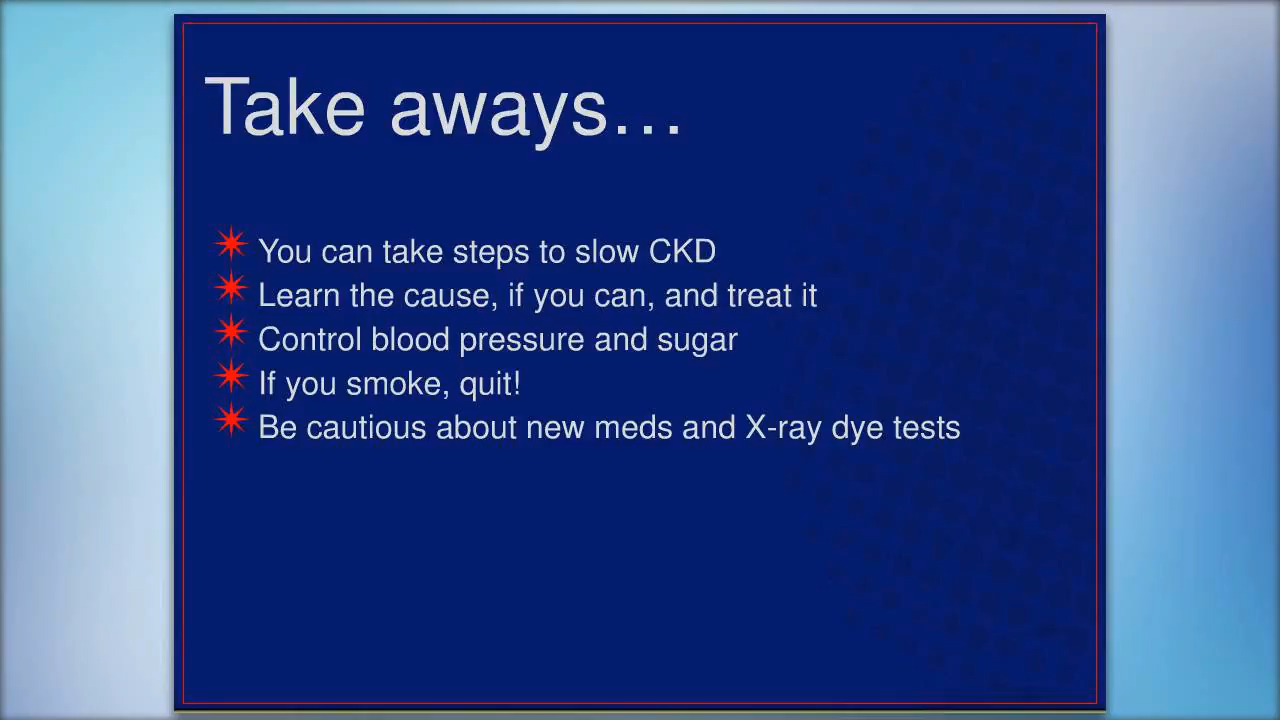 Take aways…
You can take steps to slow CKD
Learn the cause, if you can, and treat it
Control blood pressure and sugar
If you smoke, quit!
Be cautious about new meds and X-ray dye tests